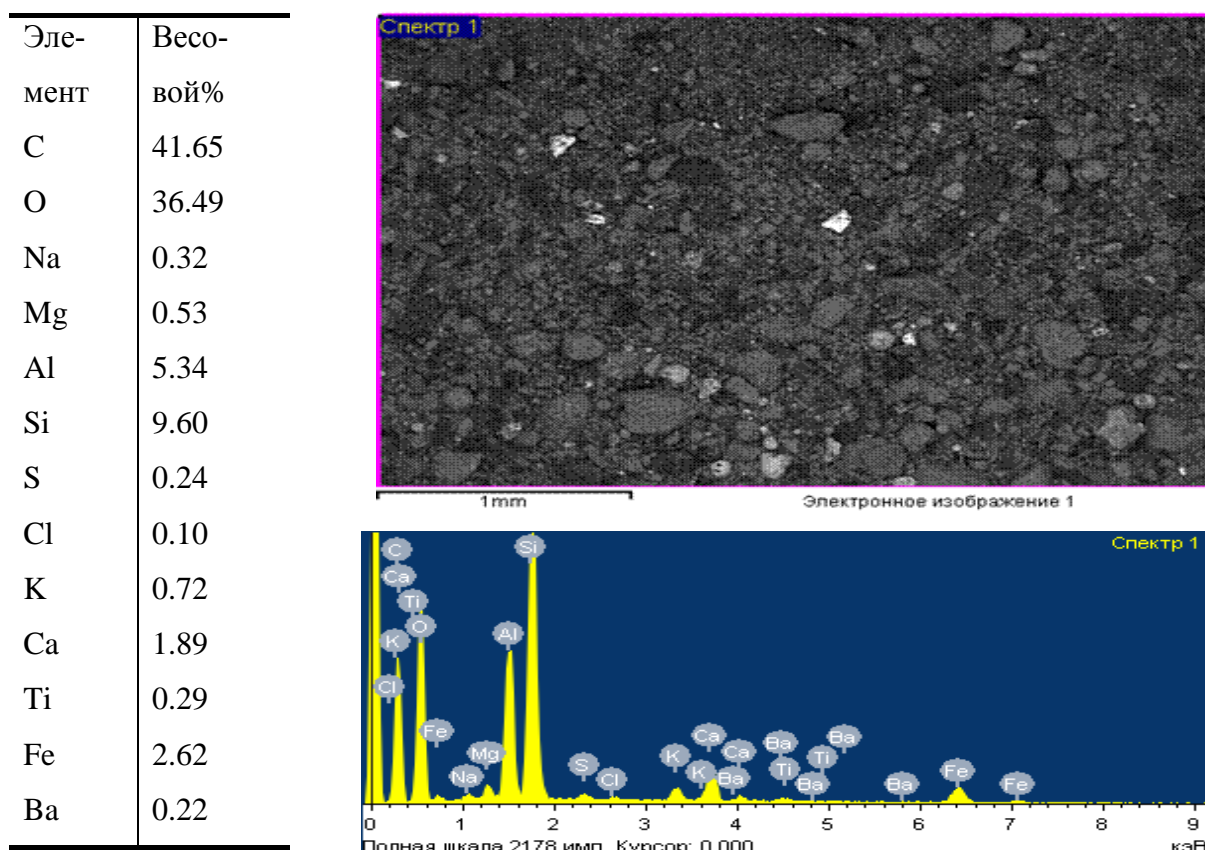 Эле- Весо-
мент вой%
C 41.65
O 36.49
Na 0.32
Mg 0.53
Al 5.34
Si 9.60
S 0.24
Cl 0.10
K 0.72
Ca 1.89
Ti 0.29
Fe 2.62
Ba 0.22
Спектр 1
1mm Электронное изображение 1
Спектр 1
C Si
Ca
Ti
O
K Al
Cl
Fe Ca Ba Ba
Mg S K Ca Ti Ti Fe
Na Cl K Ba Ba Ba Fe
0 1 2 3 4 5 6 7 8 9
Полная шкала 2178 имп. Курсор: 0.000 кэВ